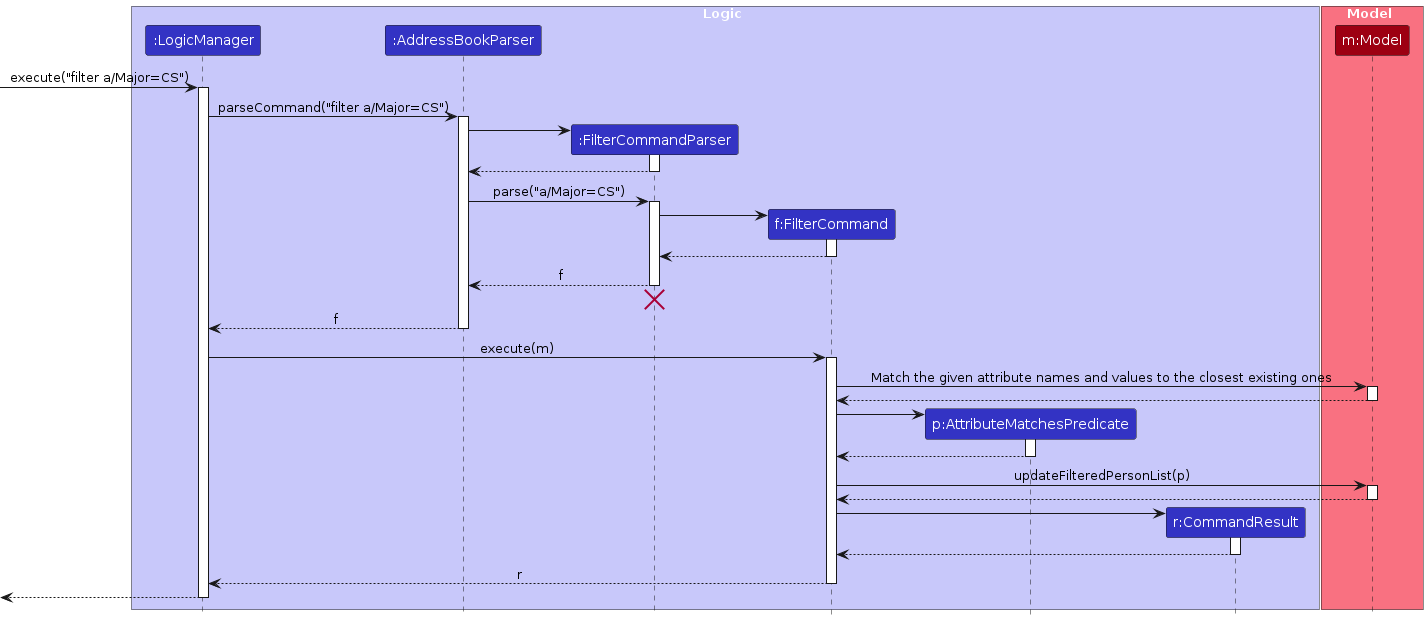 Logic
Model
:LogicManager
:AddressBookParser
m:Model
execute("filter a/Major=CS")
parseCommand("filter a/Major=CS")
:FilterCommandParser
parse("a/Major=CS")
f:FilterCommand
f
f
execute(m)
Match the given attribute names and values to the closest existing ones
p:AttributeMatchesPredicate
updateFilteredPersonList(p)
r:CommandResult
r